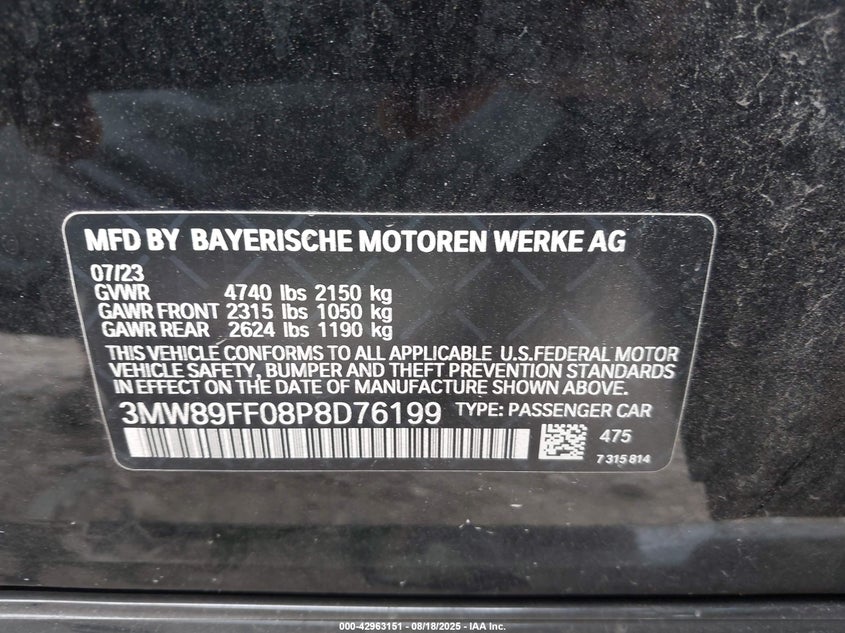 MFD BY BAYERISCHE MOTOREN WERKE AG
07/23
GVWR 4740 lbs 2150 kg
GAWR FRONT 2315 lbs 1050 kg
GAWR REAR 2624 lbs 1190 kg
THIS VEHICLE CONFORMS TO ALL APPLICABLE U.S.FEDERAL MOTOR
VEHICLE SAFETY, BUMPER AND THEFT PREVENTION STANDARDS
IN EFFECT ON THE DATE OF MANUFACTURE SHOWN ABOVE.
3MW89FF08P8D76199 TYPE: PASSENGER CAR
475
7 315 814
000-42963151 - 08/18/2025 - IAA Inc.